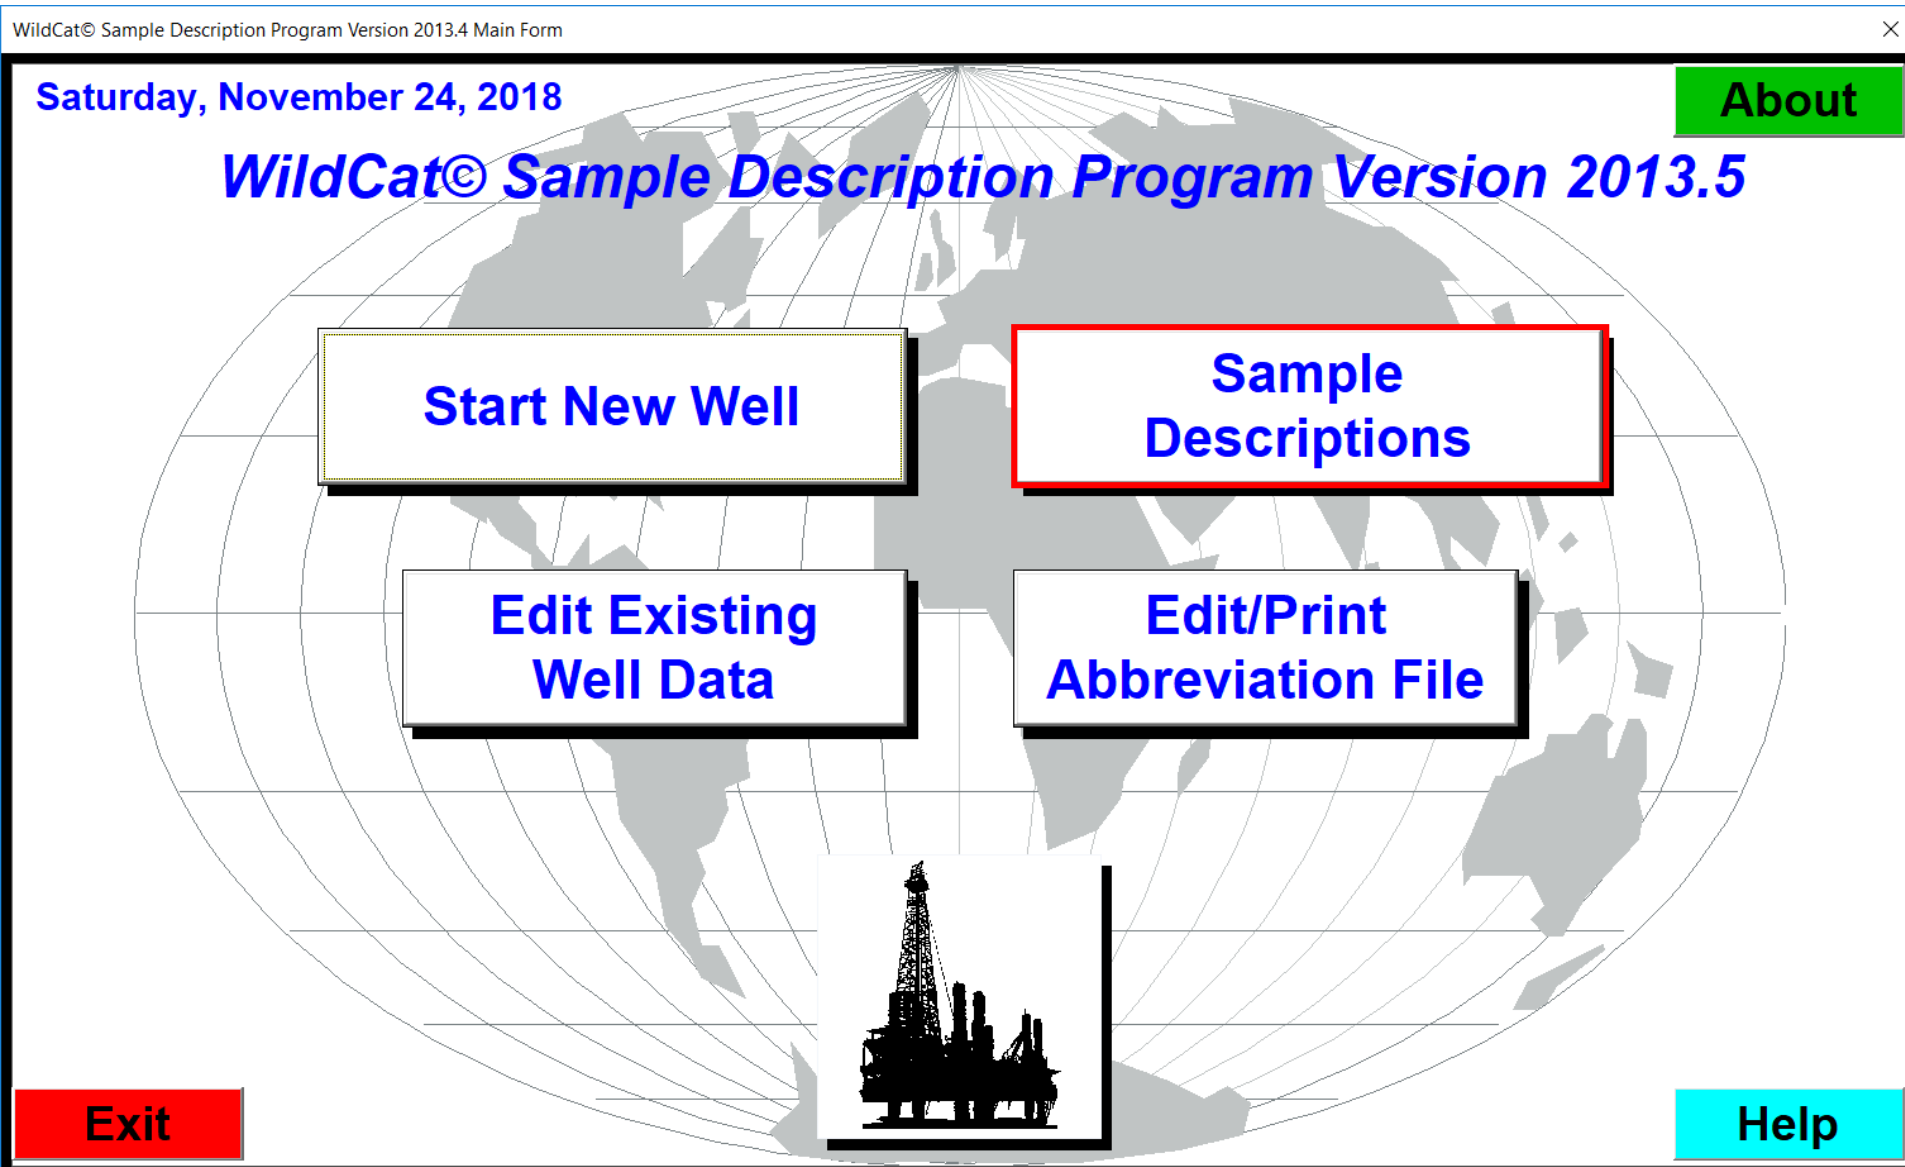 WildCat© Sample Description Program Version 2013.4 Main Form
Saturday, November 24, 2018
About
WildCat© Sample Description Program Version 2013.5
Start New Well
Sample
Descriptions
Edit Existing
Well Data
Edit/Print
Abbreviation File
Exit
Help